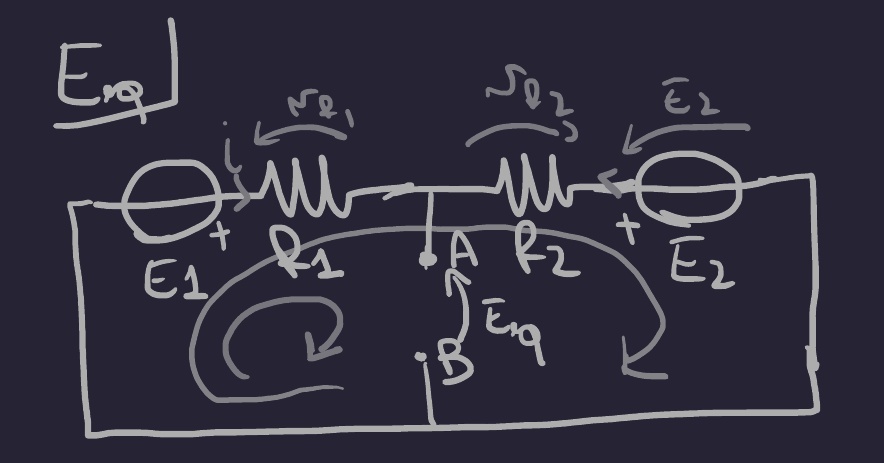 Eeq
vR1 vR2 E2
i
+ +
E1 R1 A R2 E2
Eeq
B